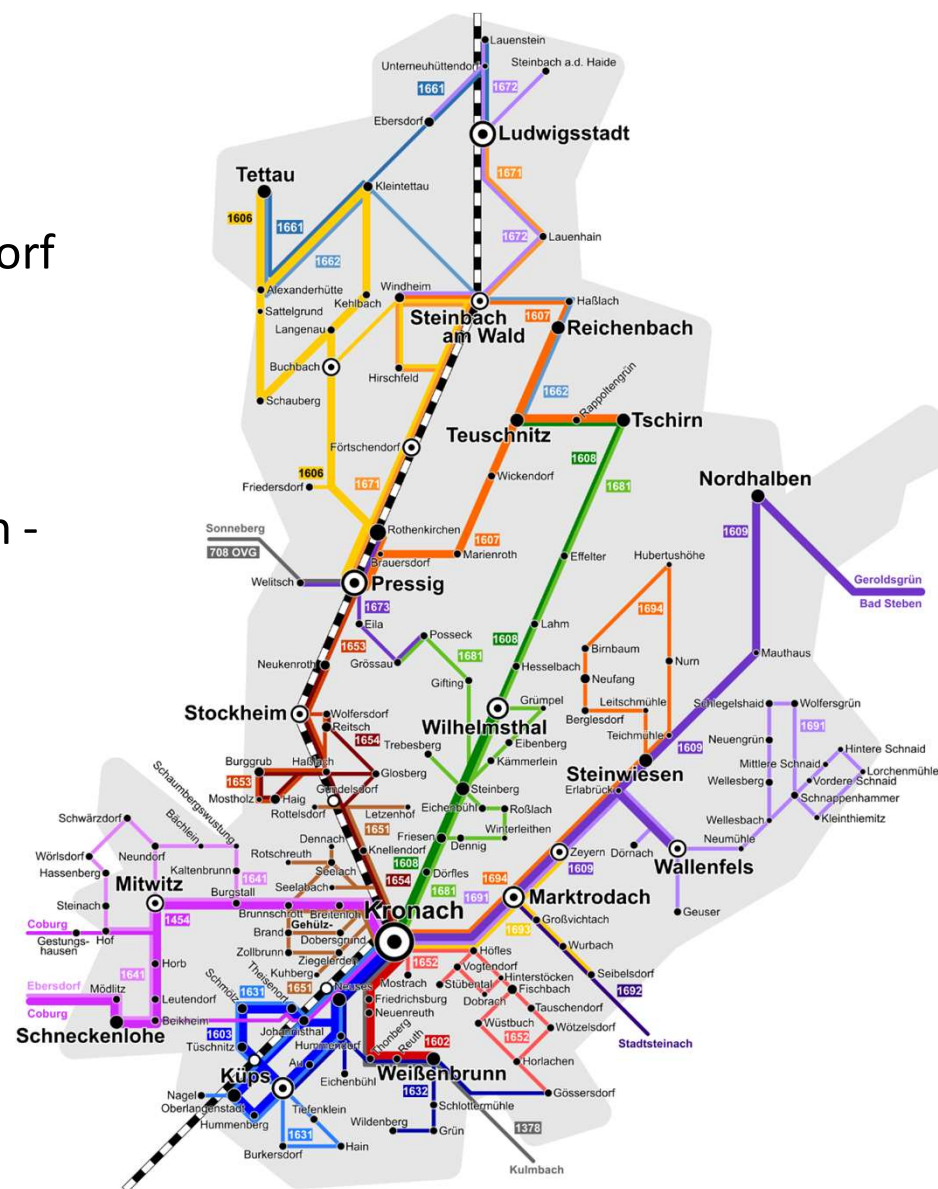 Lauenstein
Unterneuhüttendorf
Steinbach a.d. Haide
1661
1672
Ebersdorf
Ludwigsstadt
Tettau
1671
Kleintettau
1606
1661
1672
Lauenhain
orf
1662
Alexanderhütte
Windheim
Haßlach
Sattelgrund
Kehlbach
Steinbach
am Wald
1607
Reichenbach
Langenau
Buchbach
Hirschfeld
1662
Rappoltengrün
Schauberg
Teuschnitz
Tschirn
Förtschendorf
1608
1606
1671
Wickendorf
1681
Nordhalben
Friedersdorf
n -
Sonneberg
708 OVG
Rothenkirchen
1607
1609
Brauersdorf
Marienroth
Effelter
Hubertushöhe
Welitsch
Pressig
Geroldsgrün
Bad Steben
1673
1694
Eila
Lahm
1653
Posseck
1608
Birnbaum
Mauthaus
Neukenroth
Grössau
1681
Hesselbach
Nurn
Gifting
Neufang
Stockheim
Wolfersdorf
Grümpel
Leitschmühle
Schlegelshaid
Wolfersgrün
Reitsch
Wilhelmsthal
Berglesdorf
1691
1654
Trebesberg
Eibenberg
Teichmühle
1609
Neuengrün
Hintere Schnaid
Burggrub
Haßlach
Kämmerlein
Steinwiesen
Mittlere Schnaid
Lorchenmühle
1653
Glosberg
Steinberg
Erlabrück
Wellesberg
Vordere Schnaid
Mostholz
Haig
Gundelsdorf
Eichenbühl
Roßlach
Schnappenhammer
Rottelsdorf
Letzenhof
Schaumbergswustung
Schwärzdorf
Bächlein
1651
Winterleithen
Wellesbach
Kleinthiemitz
Dennach
Friesen
Dennig
Neumühle
Wörlsdorf
Neundorf
Rotschreuth
Knellendorf
Zeyern
Dörnach
Wallenfels
Seelach
1608
1609
Hassenberg
Kaltenbrunn
1641
Dörfles
1694
Mitwitz
Seelabach
1654
1681
1691
Marktrodach
Burgstall
Steinach
Brunnschrott
Breitenloh
Kronach
Geuser
1454
Gehülz-
1693
Großvichtach
Coburg
Brand
Dobersgrund
Gestungs-
hausen
Hof
Zollbrunn
Ziegelerden
Höfles
Wurbach
1641
Horb
Kuhberg
1652
Vogtendorf
Hinterstöcken
Seibelsdorf
Ebersdorf
Mödlitz
Schmölz
Theisenort
1651
Neuses
Mostrach
Stübental
Fischbach
1692
Coburg
Leutendorf
1631
Friedrichsburg
Dobrach
Tauschendorf
Beikheim
Johannisthal
Neuenreuth
Wüstbuch
Wötzelsdorf
Schneckenlohe
1603
Hummendorf
Thonberg
Reuth
1602
1652
Stadtsteinach
Tüschnitz
Au
Weißenbrunn
Horlachen
Küps
Eichenbühl
1632
Nagel
Gössersdorf
Oberlangenstadt
Tiefenklein
Schlottermühle
Hummenberg
Wildenberg
1378
1631
Grün
Burkersdorf
Hain
Kulmbach